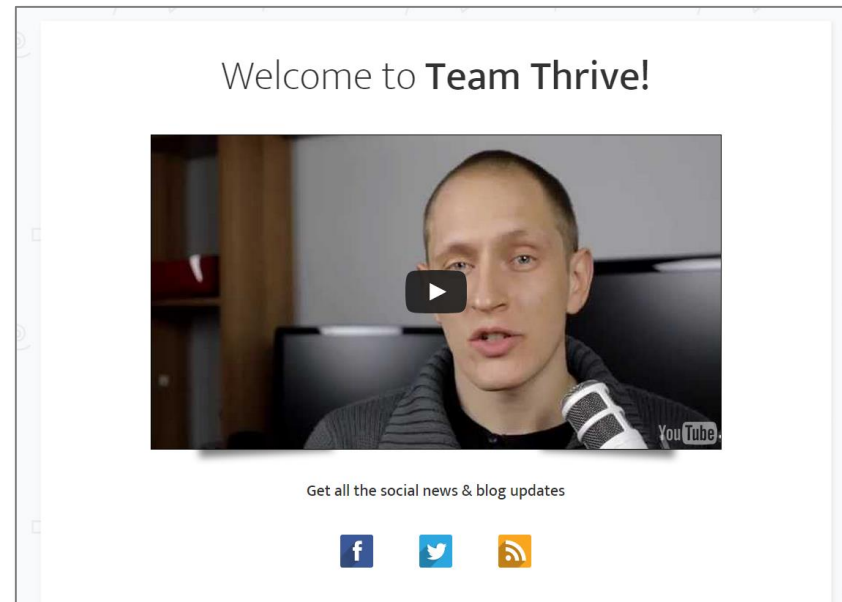 Welcome to Team Thrive!
YouTube
Get all the social news & blog updates
f